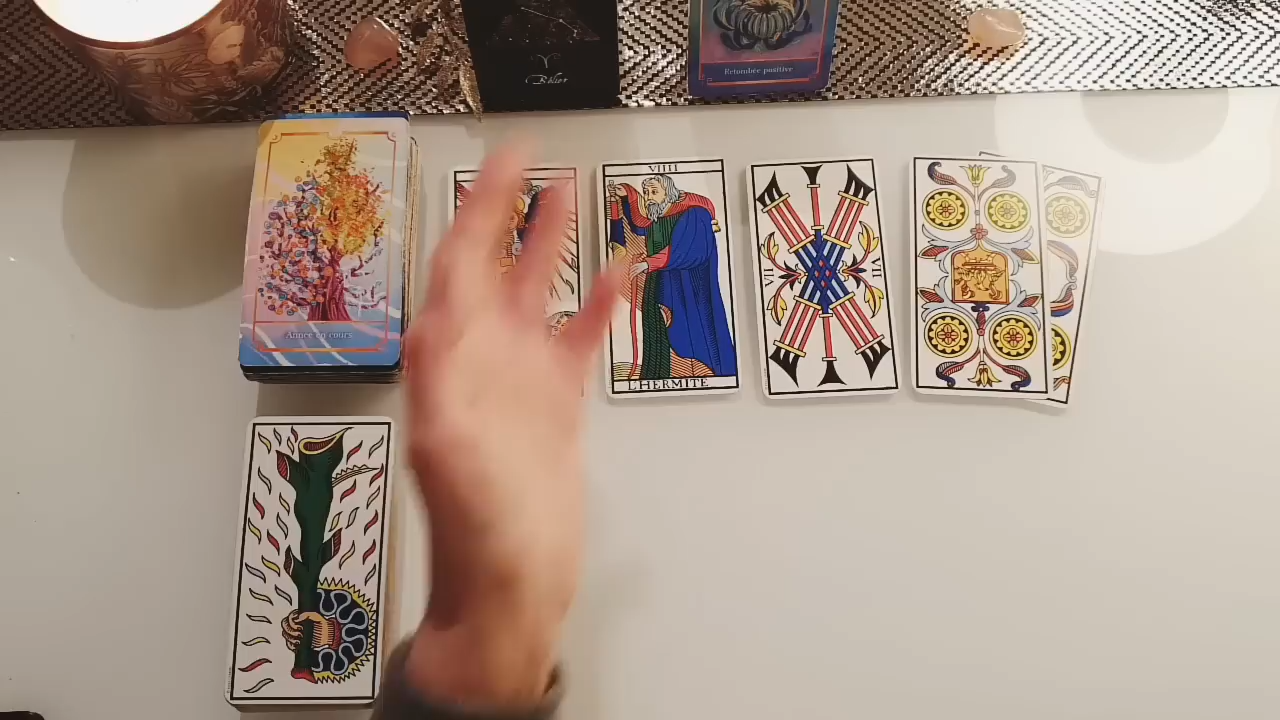 Bélier
Retombée positive
Année en cours
VIIII
L'HERMITE
VII
VII